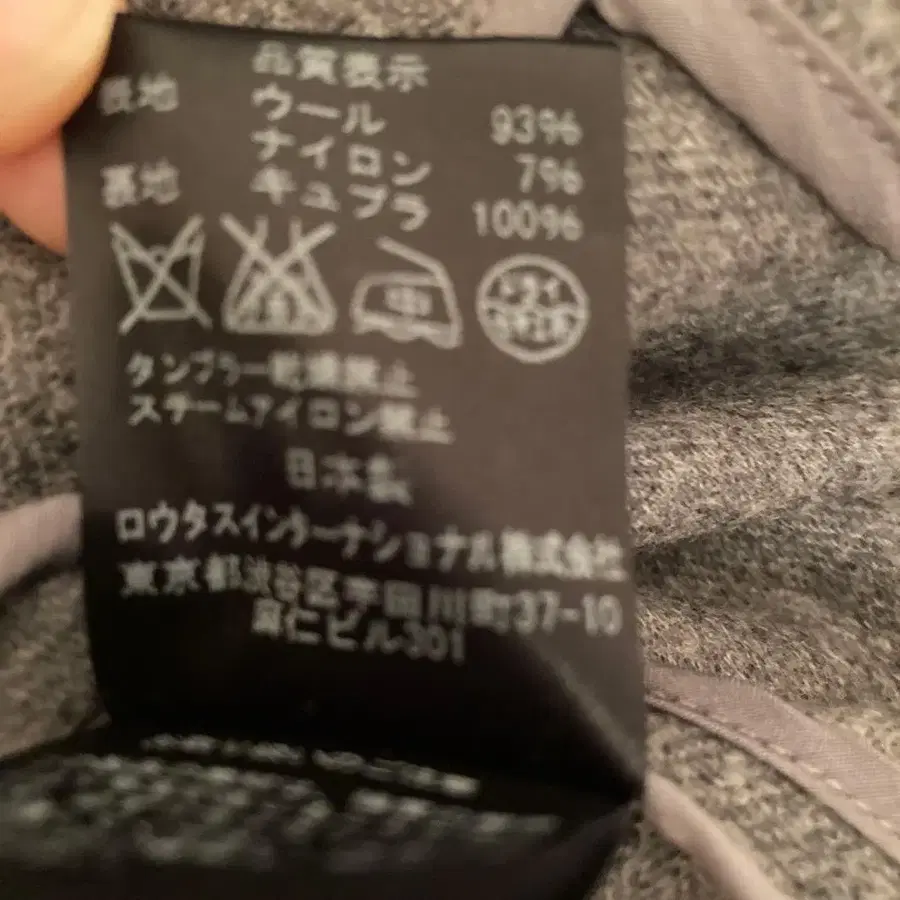 品質表示
表地 ウール 93%
ナイロン 7%
裏地 キュプラ 100%
ドライ
タンブラー乾燥禁止
スチームアイロン禁止
日本製
ロウタスインターナショナル株式会社
東京都渋谷区宇田川町37-10
麻仁ビル301